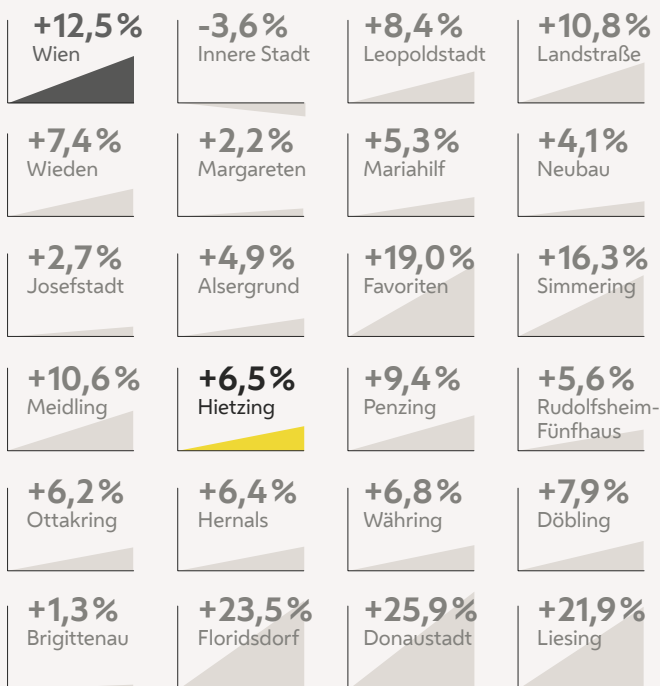 +12,5 %
Wien
-3,6 %
Innere Stadt
+8,4 %
Leopoldstadt
+10,8 %
Landstraße
+7,4 %
Wieden
+2,2 %
Margareten
+5,3 %
Mariahilf
+4,1 %
Neubau
+2,7 %
Josefstadt
+4,9 %
Alsergrund
+19,0 %
Favoriten
+16,3 %
Simmering
+10,6 %
Meidling
+6,5 %
Hietzing
+9,4 %
Penzing
+5,6 %
Rudolfsheim-
Fünfhaus
+6,2 %
Ottakring
+6,4 %
Hernals
+6,8 %
Währing
+7,9 %
Döbling
+1,3 %
Brigittenau
+23,5 %
Floridsdorf
+25,9 %
Donaustadt
+21,9 %
Liesing